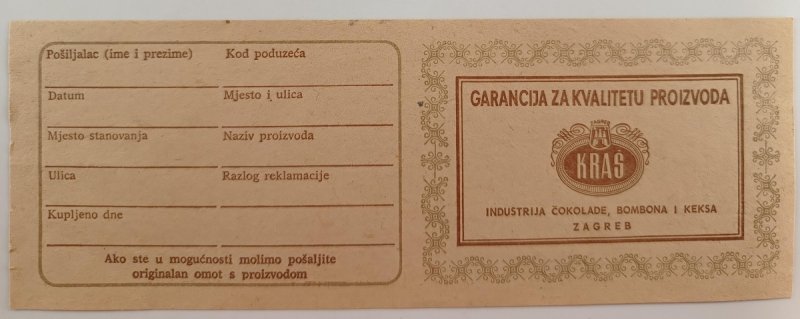 Pošiljalac (ime i prezime)
Kod poduzeća
Datum
Mjesto i ulica
Mjesto stanovanja
Naziv proizvoda
Ulica
Razlog reklamacije
Kupljeno dne
Ako ste u mogućnosti molimo pošaljite
originalan omot s proizvodom
GARANCIJA ZA KVALITETU PROIZVODA
ZAGREB
KRAŠ
INDUSTRIJA ČOKOLADE, BOMBONA I KEKSA
ZAGREB